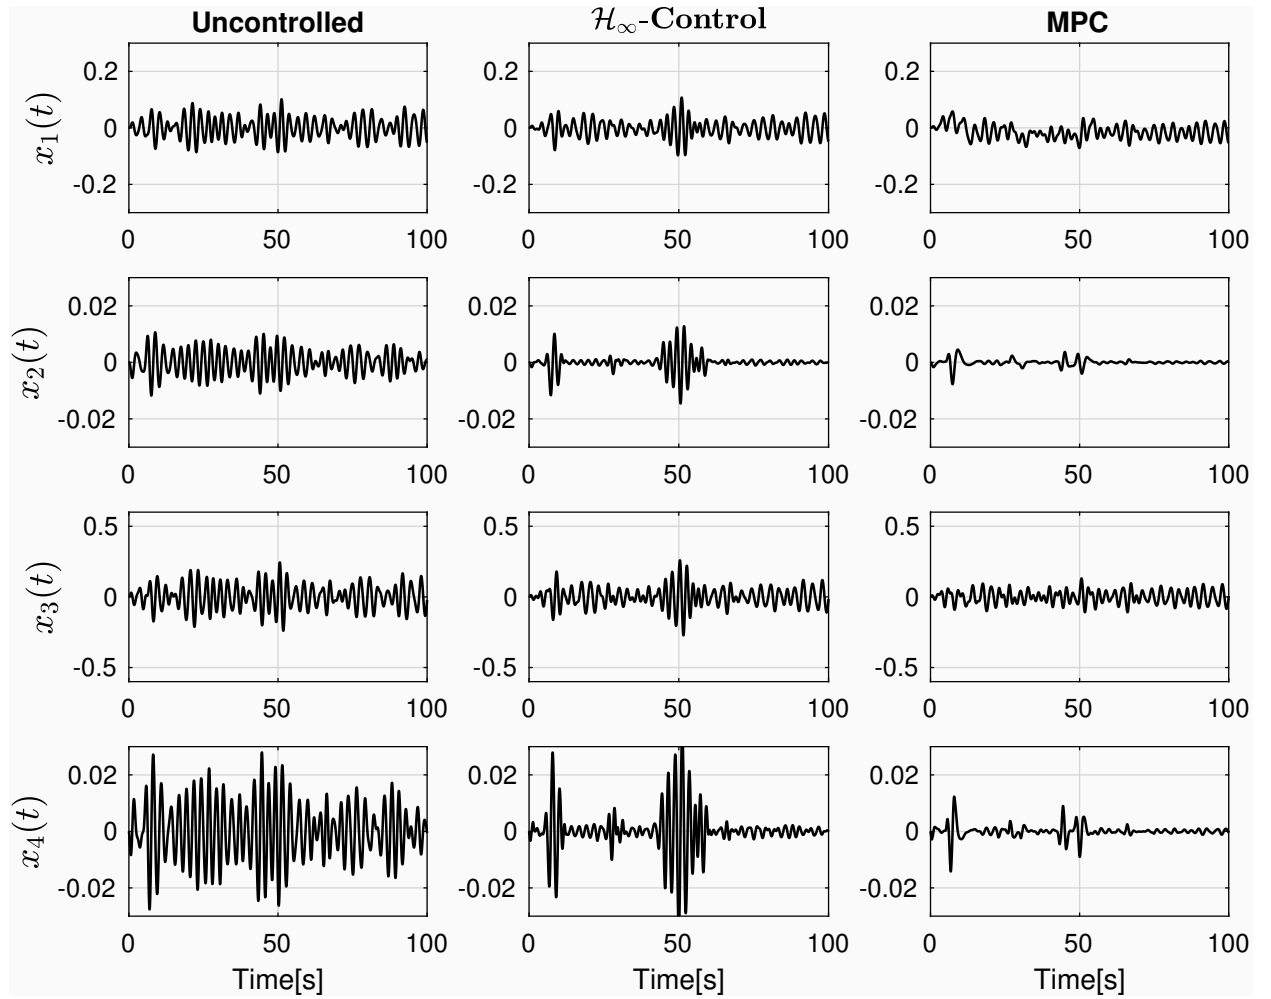 Uncontrolled ℋ∞-Control MPC
x₁(t)
0.2 0.2 0.2
0 0 0
-0.2 -0.2 -0.2
0 50 100 0 50 100 0 50 100
x₂(t)
0.02 0.02 0.02
0 0 0
-0.02 -0.02 -0.02
0 50 100 0 50 100 0 50 100
x₃(t)
0.5 0.5 0.5
0 0 0
-0.5 -0.5 -0.5
0 50 100 0 50 100 0 50 100
x₄(t)
0.02 0.02 0.02
0 0 0
-0.02 -0.02 -0.02
0 50 100 0 50 100 0 50 100
Time[s] Time[s] Time[s]